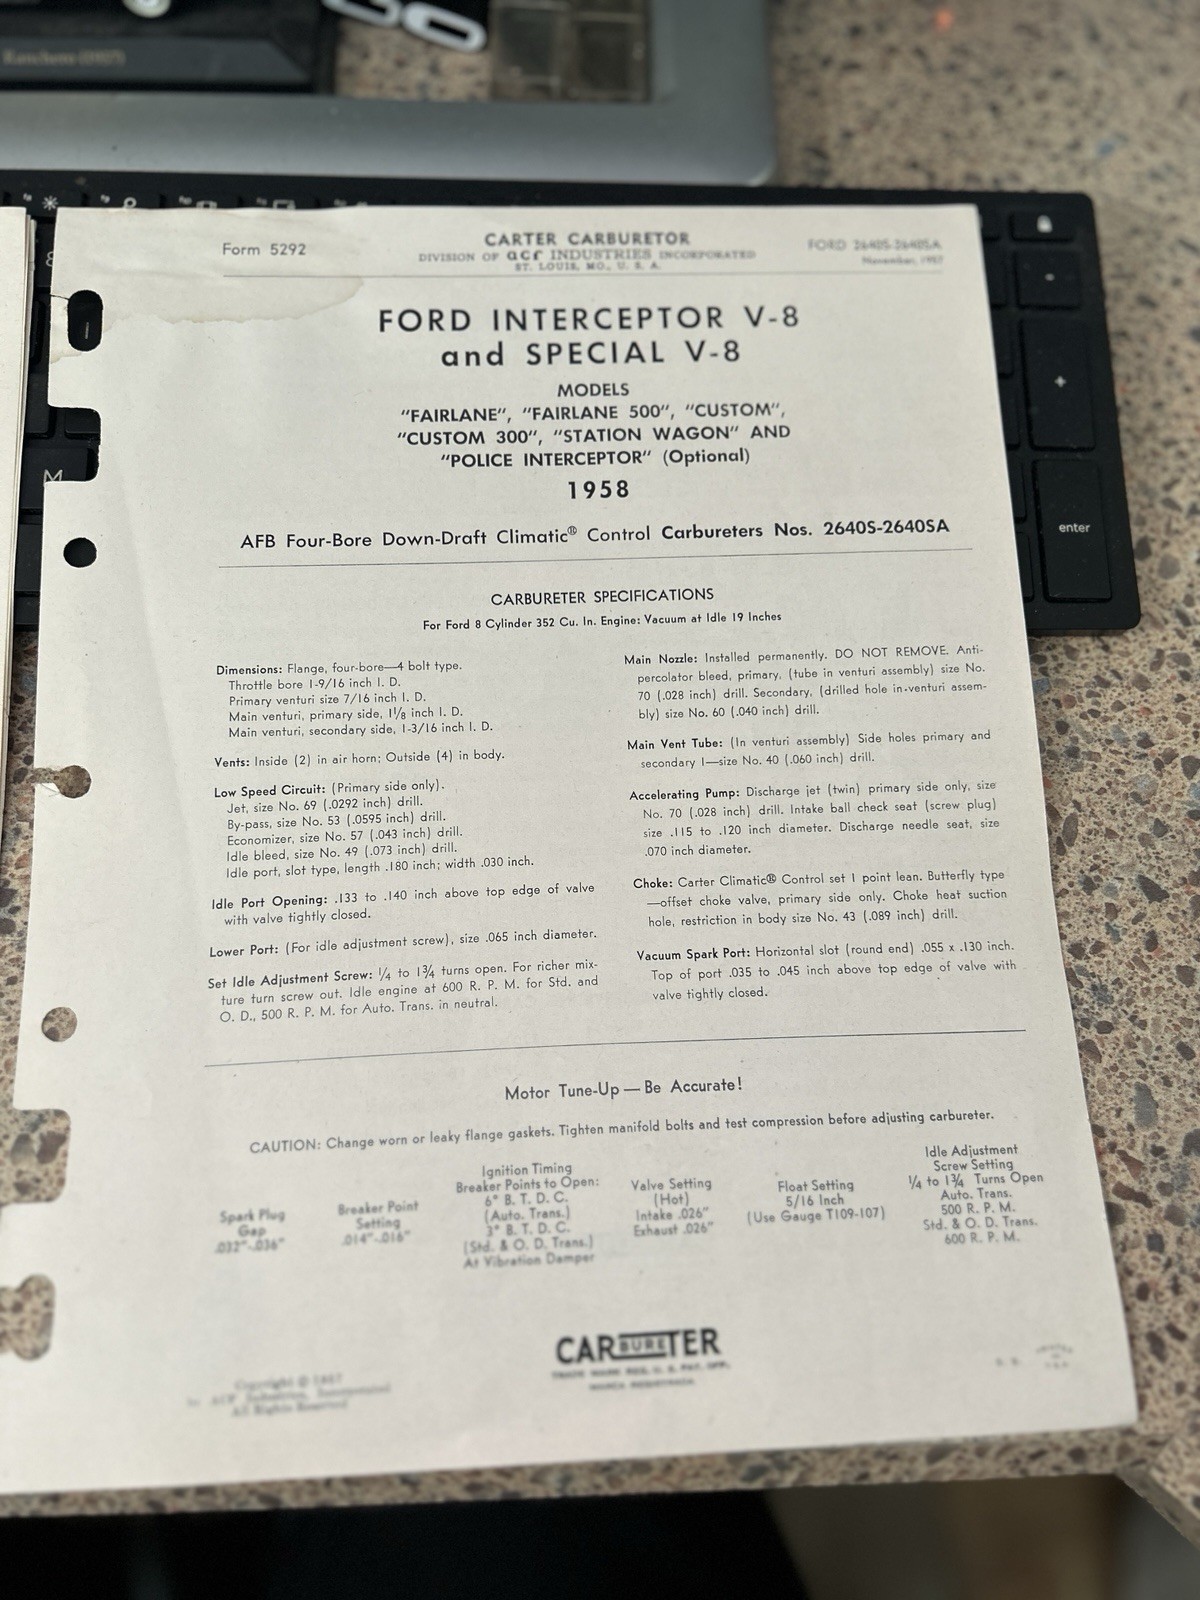 Form 5292
CARTER CARBURETOR
DIVISION OF acf INDUSTRIES INCORPORATED
ST. LOUIS, MO., U. S. A.
FORD 2640S-2640SA
November, 1957
FORD INTERCEPTOR V-8
and SPECIAL V-8
MODELS
"FAIRLANE", "FAIRLANE 500", "CUSTOM",
"CUSTOM 300", "STATION WAGON" AND
"POLICE INTERCEPTOR" (Optional)
1958
AFB Four-Bore Down-Draft Climatic® Control Carbureters Nos. 2640S-2640SA
CARBURETER SPECIFICATIONS
For Ford 8 Cylinder 352 Cu. In. Engine: Vacuum at Idle 19 Inches
Dimensions: Flange, four-bore—4 bolt type.
Throttle bore 1-9/16 inch I. D.
Primary venturi size 7/16 inch I. D.
Main venturi, primary side, 1⅛ inch I. D.
Main venturi, secondary side, 1-3/16 inch I. D.
Vents: Inside (2) in air horn; Outside (4) in body.
Low Speed Circuit: (Primary side only).
Jet, size No. 69 (.0292 inch) drill.
By-pass, size No. 53 (.0595 inch) drill.
Economizer, size No. 57 (.043 inch) drill.
Idle bleed, size No. 49 (.073 inch) drill.
Idle port, slot type, length .180 inch; width .030 inch.
Idle Port Opening: .133 to .140 inch above top edge of valve
with valve tightly closed.
Lower Port: (For idle adjustment screw), size .065 inch diameter.
Set Idle Adjustment Screw: ¼ to 1¾ turns open. For richer mix-
ture turn screw out. Idle engine at 600 R. P. M. for Std. and
O. D., 500 R. P. M. for Auto. Trans. in neutral.
Main Nozzle: Installed permanently. DO NOT REMOVE. Anti-
percolator bleed, primary, (tube in venturi assembly) size No.
70 (.028 inch) drill. Secondary, (drilled hole in-venturi assem-
bly) size No. 60 (.040 inch) drill.
Main Vent Tube: (In venturi assembly) Side holes primary and
secondary 1—size No. 40 (.060 inch) drill.
Accelerating Pump: Discharge jet (twin) primary side only, size
No. 70 (.028 inch) drill. Intake ball check seat (screw plug)
size .115 to .120 inch diameter. Discharge needle seat, size
.070 inch diameter.
Choke: Carter Climatic® Control set 1 point lean. Butterfly type
—offset choke valve, primary side only. Choke heat suction
hole, restriction in body size No. 43 (.089 inch) drill.
Vacuum Spark Port: Horizontal slot (round end) .055 x .130 inch.
Top of port .035 to .045 inch above top edge of valve with
valve tightly closed.
Motor Tune-Up — Be Accurate!
CAUTION: Change worn or leaky flange gaskets. Tighten manifold bolts and test compression before adjusting carbureter.
Spark Plug
Gap
.032"-.036"
Breaker Point
Setting
.014"-.016"
Ignition Timing
Breaker Points to Open:
6° B. T. D. C.
(Auto. Trans.)
3° B. T. D. C.
(Std. & O. D. Trans.)
At Vibration Damper
Valve Setting
(Hot)
Intake .026"
Exhaust .026"
Float Setting
5/16 Inch
(Use Gauge T109-107)
Idle Adjustment
Screw Setting
¼ to 1¾ Turns Open
Auto. Trans.
500 R. P. M.
Std. & O. D. Trans.
600 R. P. M.
CARBURETER
TRADE MARK REG. U. S. PAT. OFF.
MARCA REGISTRADA
Copyright © 1957
by ACF Industries, Incorporated
All Rights Reserved
enter
+
-
M